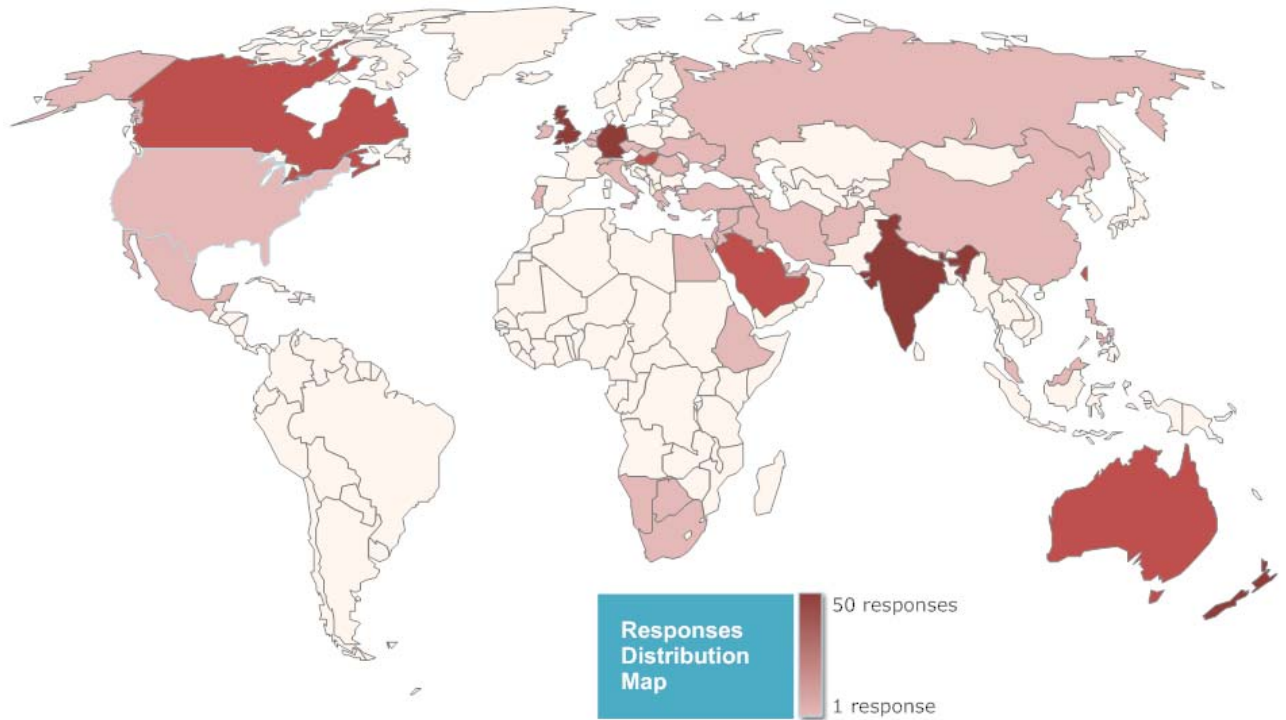 50 responses
Responses
Distribution
Map
1 response